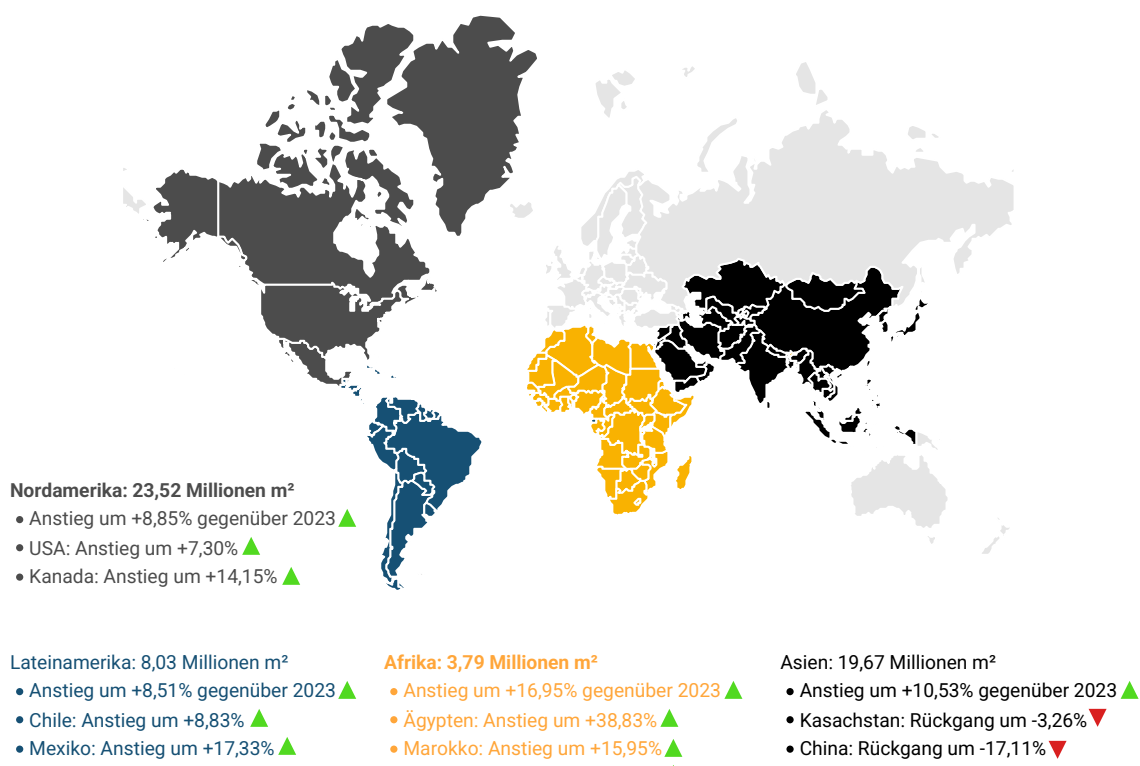 Nordamerika: 23,52 Millionen m²
• Anstieg um +8,85% gegenüber 2023
• USA: Anstieg um +7,30%
• Kanada: Anstieg um +14,15%
Lateinamerika: 8,03 Millionen m²
• Anstieg um +8,51% gegenüber 2023
• Chile: Anstieg um +8,83%
• Mexiko: Anstieg um +17,33%
Afrika: 3,79 Millionen m²
• Anstieg um +16,95% gegenüber 2023
• Ägypten: Anstieg um +38,83%
• Marokko: Anstieg um +15,95%
Asien: 19,67 Millionen m²
• Anstieg um +10,53% gegenüber 2023
• Kasachstan: Rückgang um -3,26%
• China: Rückgang um -17,11%